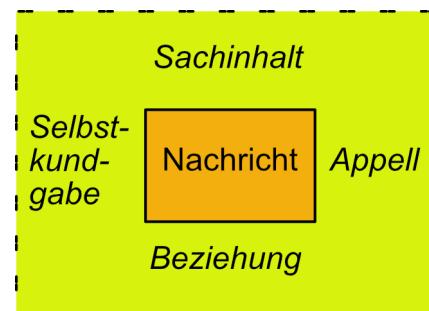 Sachinhalt
Selbst-
kund-
gabe
Nachricht
Appell
Beziehung